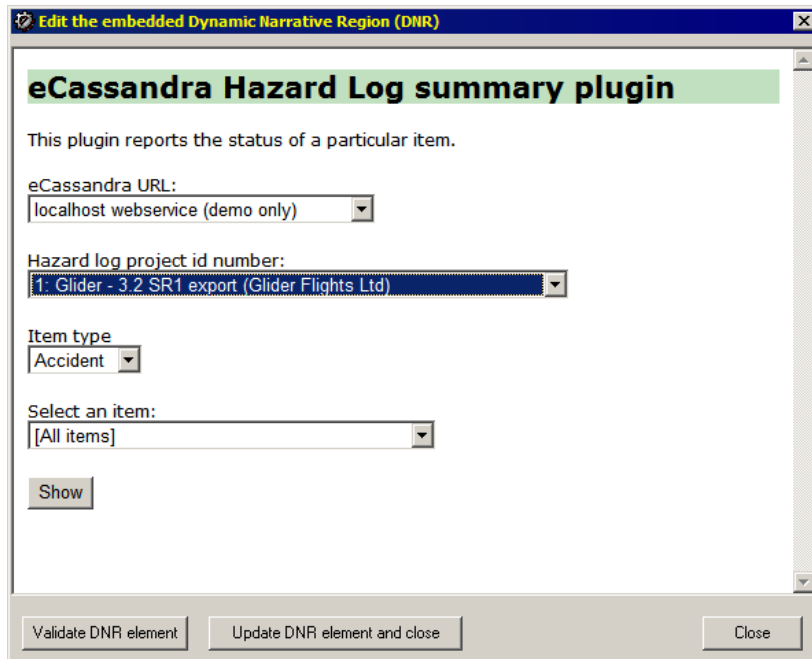 Edit the embedded Dynamic Narrative Region (DNR)
eCassandra Hazard Log summary plugin
This plugin reports the status of a particular item.
eCassandra URL:
localhost webservice (demo only)
Hazard log project id number:
1: Glider - 3.2 SR1 export (Glider Flights Ltd)
Item type
Accident
Select an item:
[All items]
Show
Validate DNR element Update DNR element and close Close